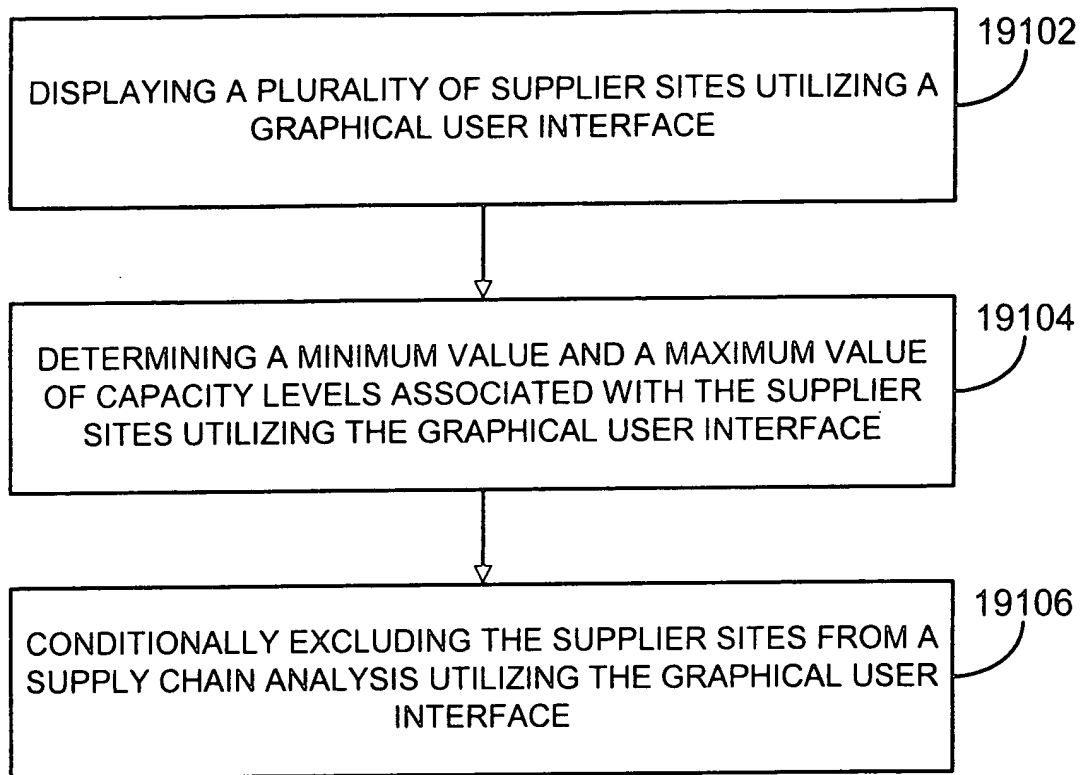 19102
DISPLAYING A PLURALITY OF SUPPLIER SITES UTILIZING A
GRAPHICAL USER INTERFACE
19104
DETERMINING A MINIMUM VALUE AND A MAXIMUM VALUE
OF CAPACITY LEVELS ASSOCIATED WITH THE SUPPLIER
SITES UTILIZING THE GRAPHICAL USER INTERFACE
19106
CONDITIONALLY EXCLUDING THE SUPPLIER SITES FROM A
SUPPLY CHAIN ANALYSIS UTILIZING THE GRAPHICAL USER
INTERFACE